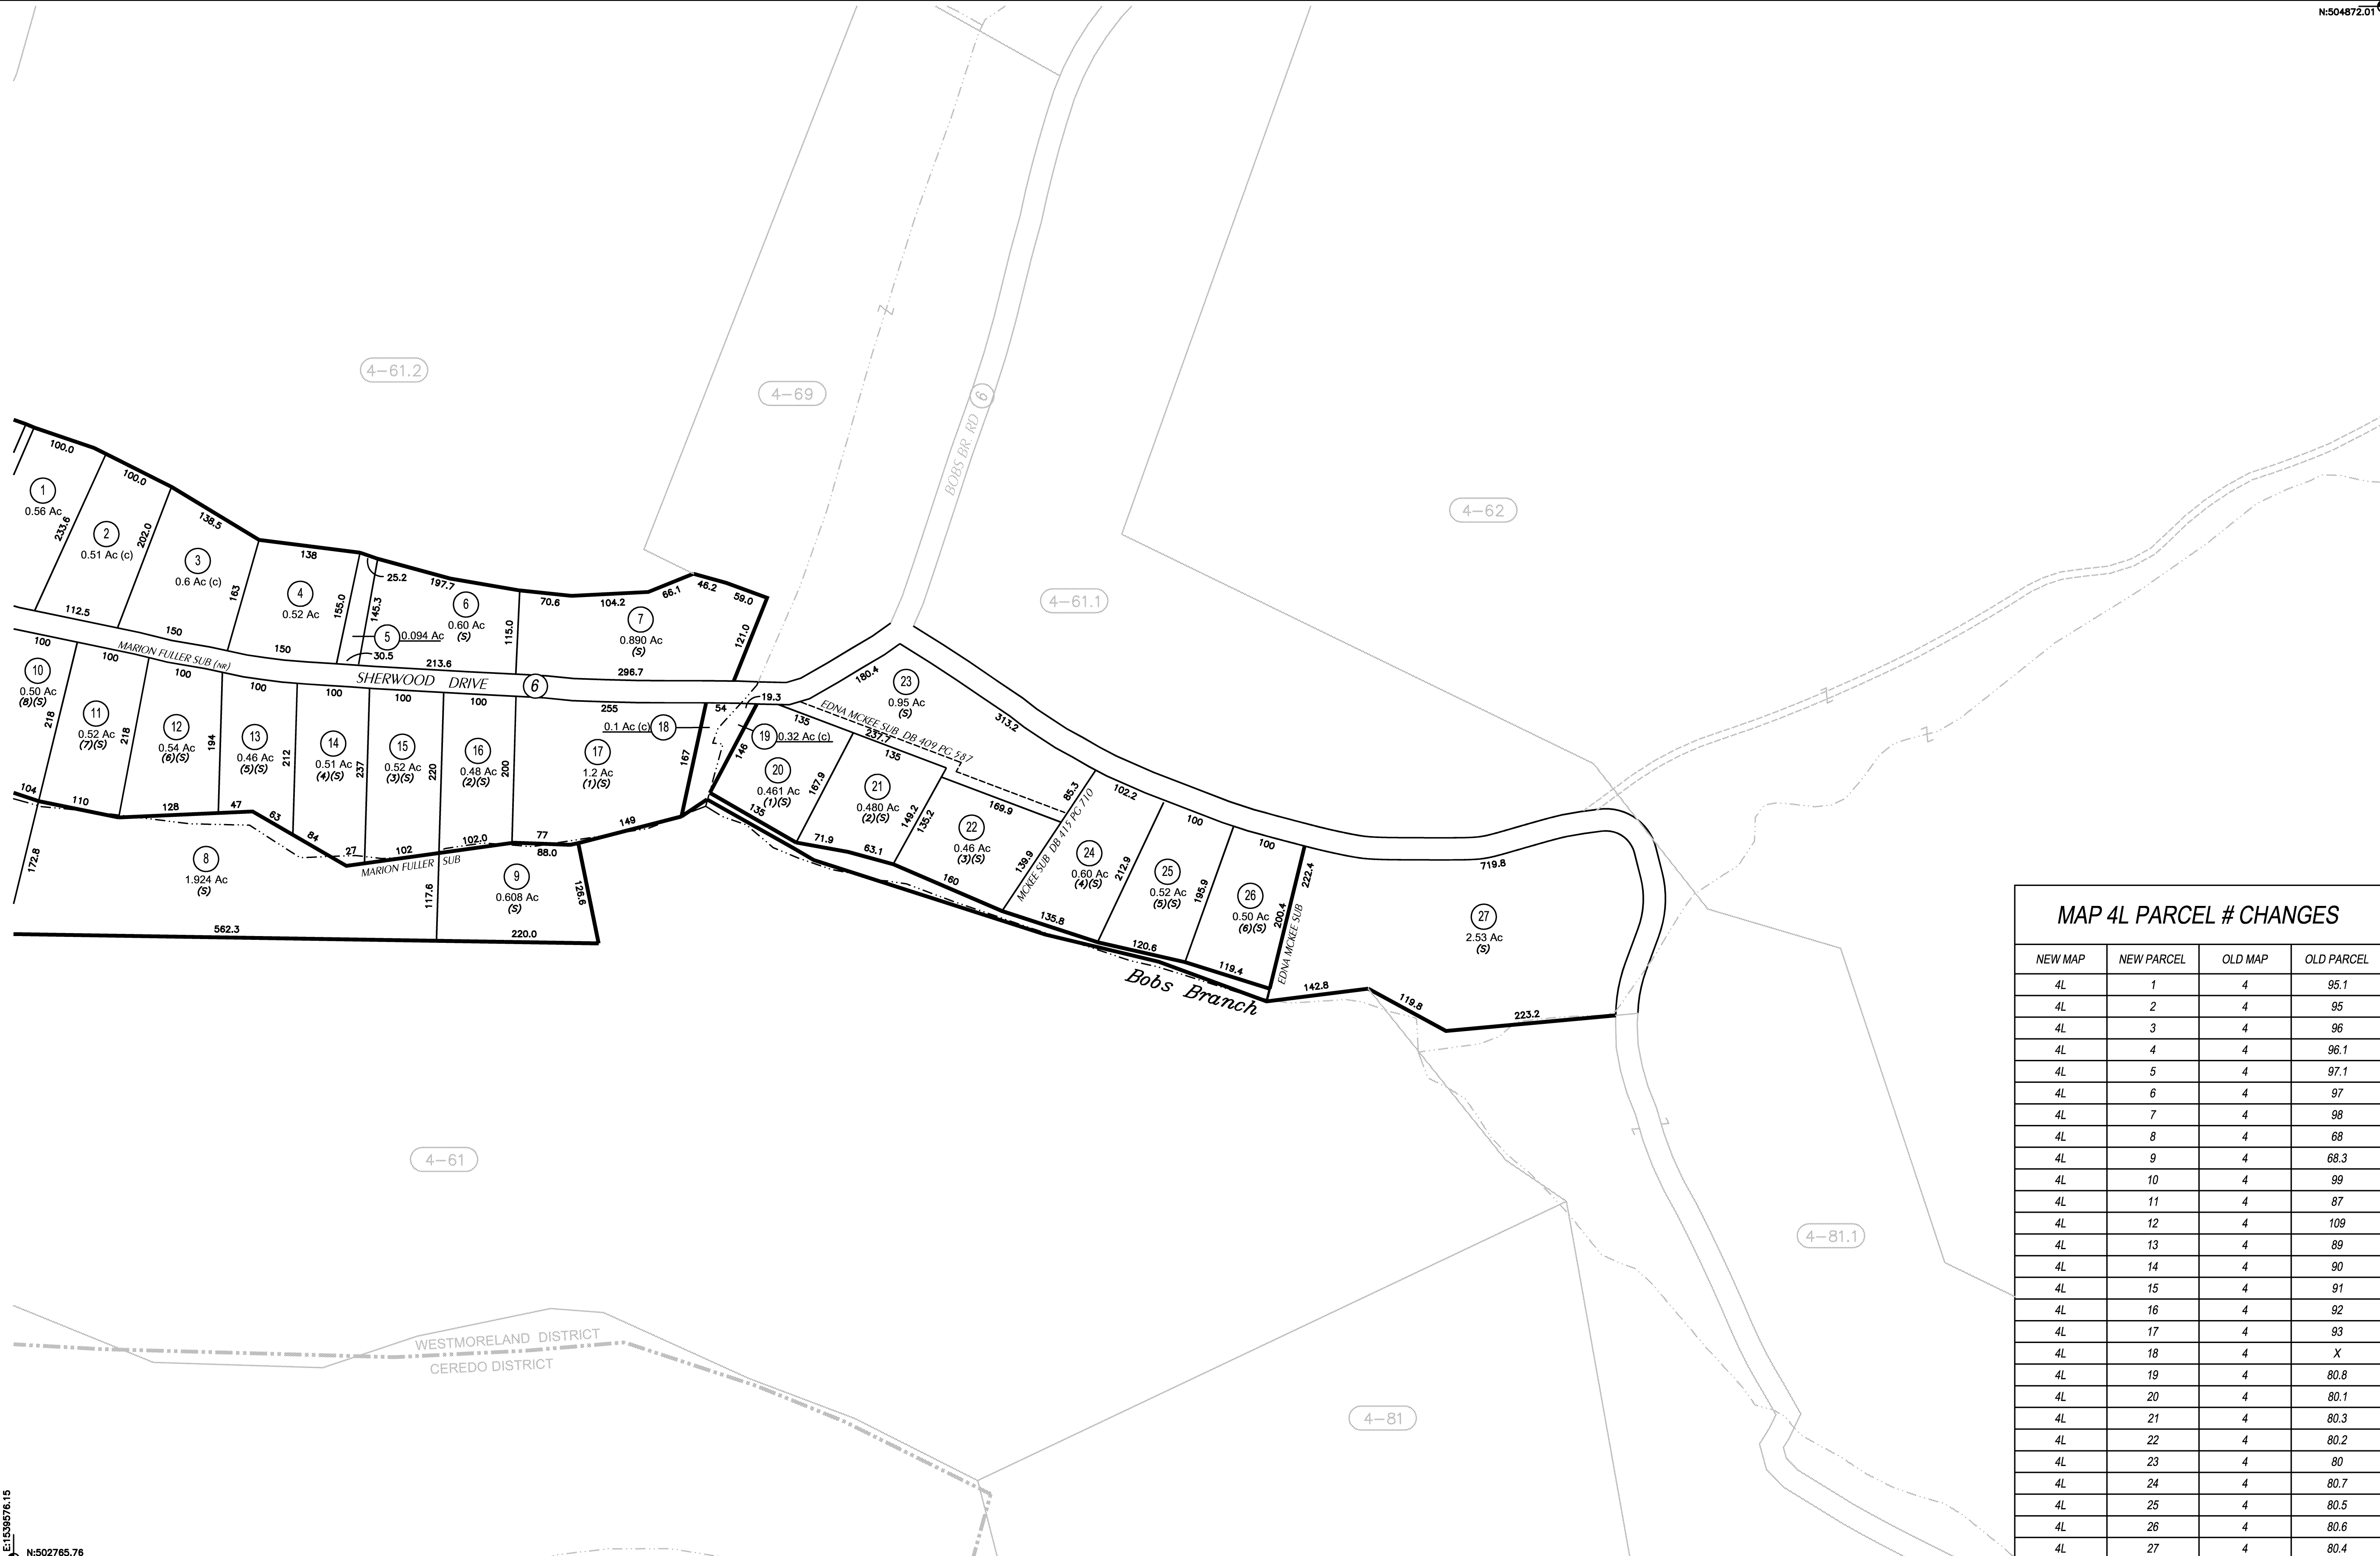 N:504872.01
4-61.2
4-69
BOBS BR. RD 6
4-62
4-61.1
100.0
1
0.56 Ac
233.6
112.5
100.0
2
0.51 Ac (c)
202.0
150
138.5
3
0.6 Ac (c)
163
138
4
0.52 Ac
150
155.0
25.2
145.3
5 0.094 Ac
30.5
197.7
6
0.60 Ac
(S)
213.6
115.0
70.6
104.2
66.1
46.2
59.0
7
0.890 Ac
(S)
121.0
296.7
MARION FULLER SUB (NR)
SHERWOOD DRIVE 6
100
10
0.50 Ac
(8)(S)
218
104
100
11
0.52 Ac
(7)(S)
218
110
100
12
0.54 Ac
(6)(S)
194
128
100
13
0.46 Ac
(5)(S)
212
47
63
100
14
0.51 Ac
(4)(S)
237
84
27
100
15
0.52 Ac
(3)(S)
220
102
100
16
0.48 Ac
(2)(S)
200
102.0
255
17
1.2 Ac
(1)(S)
167
77
149
88.0
MARION FULLER SUB
172.8
8
1.924 Ac
(S)
562.3
117.6
9
0.608 Ac
(S)
126.6
220.0
54
0.1 Ac (c) 18
19.3
146
19 0.32 Ac (c)
180.4
23
0.95 Ac
(S)
313.2
EDNA MCKEE SUB DB 409 PG 587
237.7
135
20
0.461 Ac
(1)(S)
167.9
135
135
21
0.480 Ac
(2)(S)
149.2
135.2
71.9
63.1
169.9
22
0.46 Ac
(3)(S)
139.9
160
85.3
MCKEE SUB DB 415 PG 710
102.2
24
0.60 Ac
(4)(S)
212.9
135.8
100
25
0.52 Ac
(5)(S)
195.9
120.6
100
26
0.50 Ac
(6)(S)
200.4
222.4
119.4
EDNA MCKEE SUB
719.8
27
2.53 Ac
(S)
142.8
119.8
223.2
Bobs Branch
4-61
4-81.1
4-81
WESTMORELAND DISTRICT
CEREDO DISTRICT
E:1539576.15
N:502765.76
MAP 4L PARCEL # CHANGES
NEW MAP NEW PARCEL OLD MAP OLD PARCEL
4L 1 4 95.1
4L 2 4 95
4L 3 4 96
4L 4 4 96.1
4L 5 4 97.1
4L 6 4 97
4L 7 4 98
4L 8 4 68
4L 9 4 68.3
4L 10 4 99
4L 11 4 87
4L 12 4 109
4L 13 4 89
4L 14 4 90
4L 15 4 91
4L 16 4 92
4L 17 4 93
4L 18 4 X
4L 19 4 80.8
4L 20 4 80.1
4L 21 4 80.3
4L 22 4 80.2
4L 23 4 80
4L 24 4 80.7
4L 25 4 80.5
4L 26 4 80.6
4L 27 4 80.4